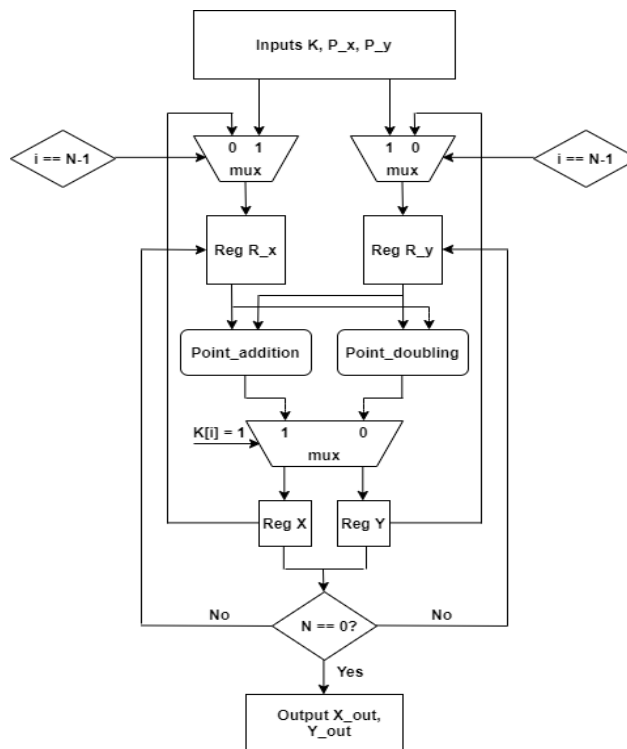 Inputs K, P_x, P_y
i == N-1
0 1
mux
1 0
mux
i == N-1
Reg R_x
Reg R_y
Point_addition
Point_doubling
K[i] = 1
1 0
mux
Reg X
Reg Y
No
N == 0?
No
Yes
Output X_out,
Y_out